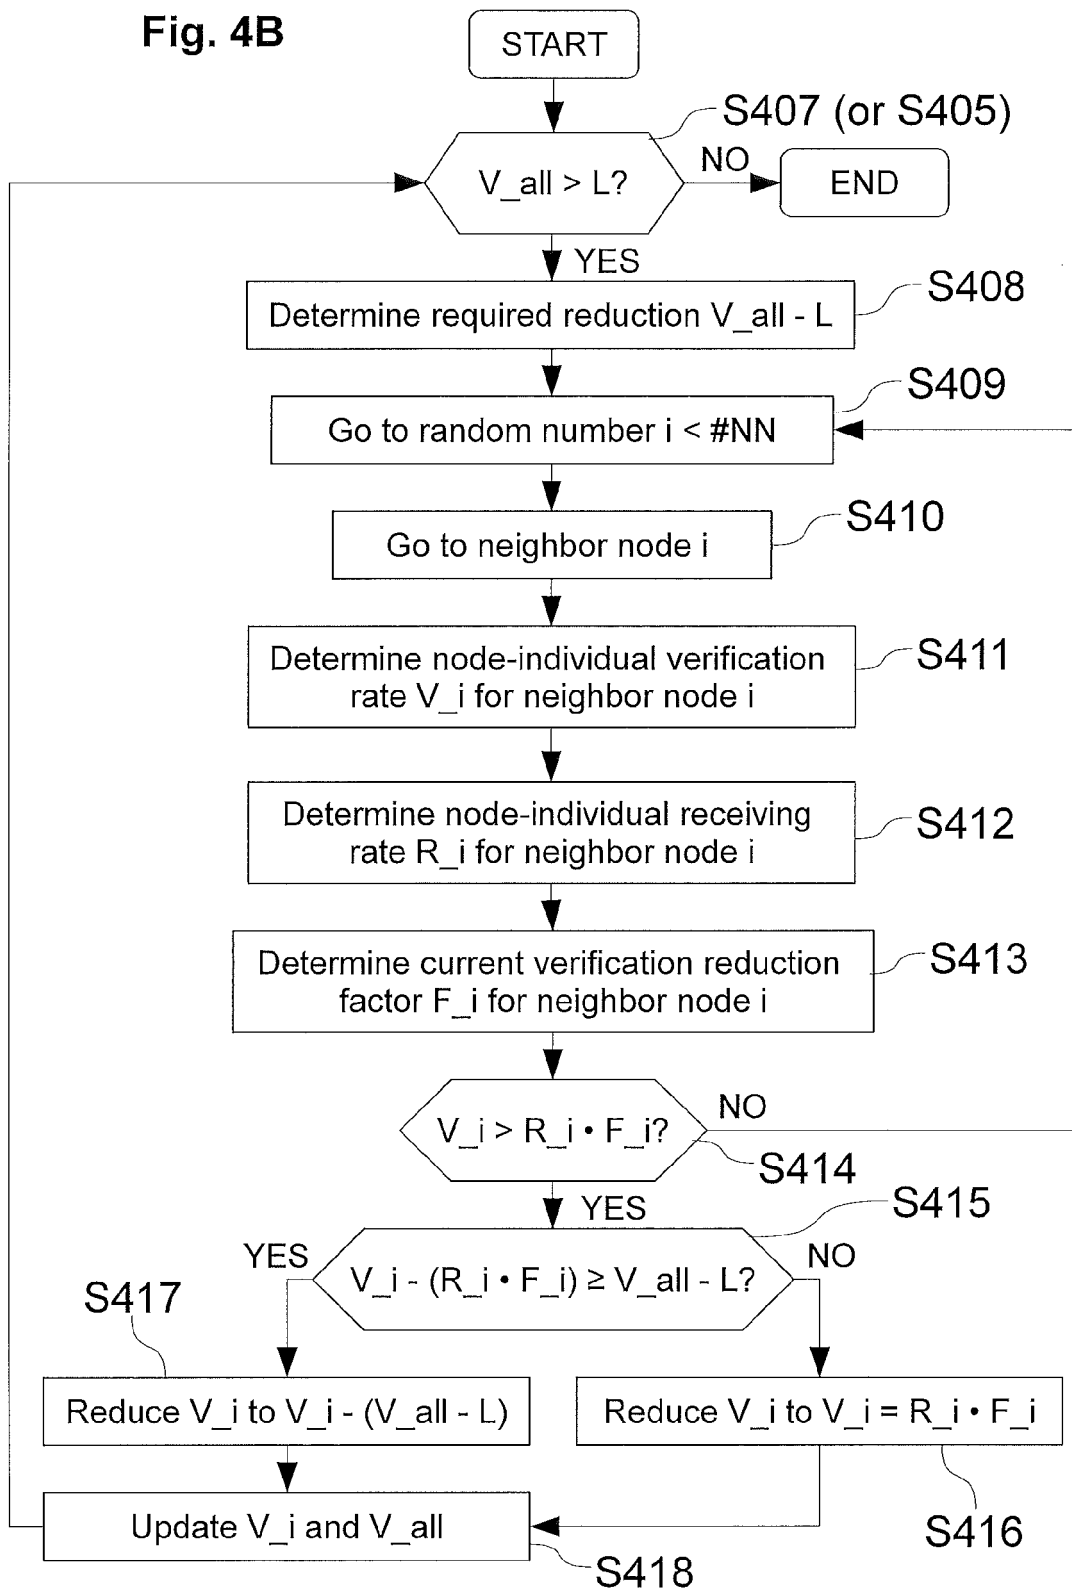 Fig. 4B
START
S407 (or S405)
V_all > L?
NO
END
YES
S408
Determine required reduction V_all - L
S409
Go to random number i < #NN
S410
Go to neighbor node i
S411
Determine node-individual verification
rate V_i for neighbor node i
S412
Determine node-individual receiving
rate R_i for neighbor node i
S413
Determine current verification reduction
factor F_i for neighbor node i
V_i > R_i • F_i?
NO
S414
YES
S415
YES
V_i - (R_i • F_i) ≥ V_all - L?
NO
S417
Reduce V_i to V_i - (V_all - L)
Reduce V_i to V_i = R_i • F_i
S416
Update V_i and V_all
S418